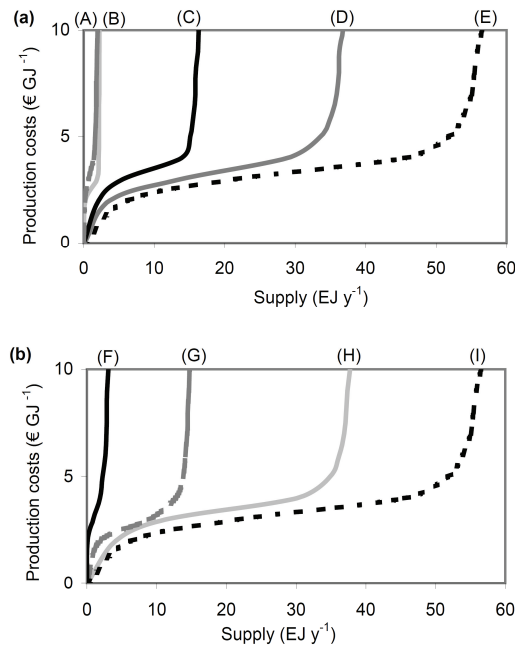 (a) (A) (B) (C) (D) (E)
10
5
0
Production costs (€ GJ⁻¹)
0 10 20 30 40 50 60
Supply (EJ y⁻¹)
(b) (F) (G) (H) (I)
10
5
0
Production costs (€ GJ⁻¹)
0 10 20 30 40 50 60
Supply (EJ y⁻¹)